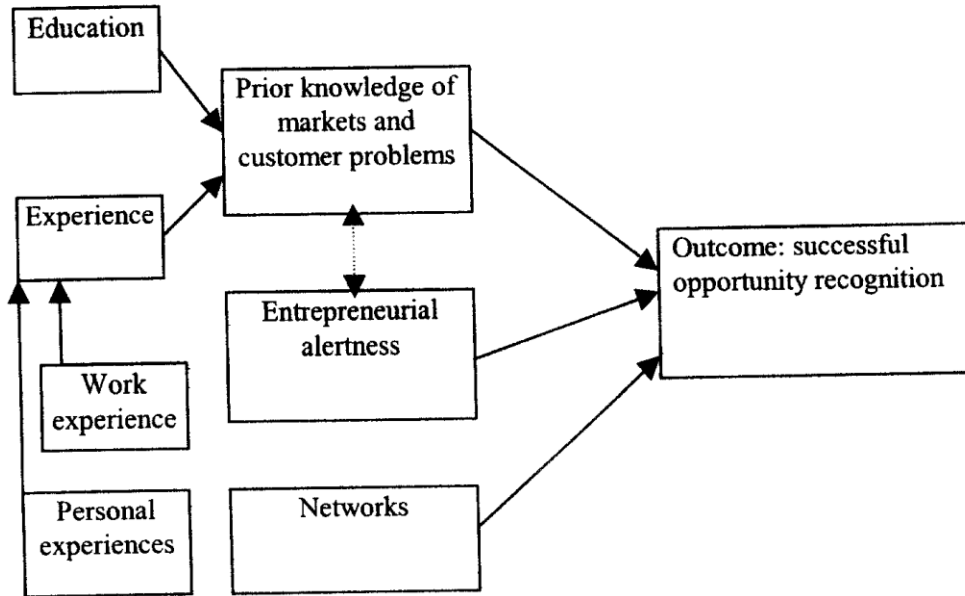 Education
Prior knowledge of
markets and
customer problems
Experience
Outcome: successful
opportunity recognition
Entrepreneurial
alertness
Work
experience
Personal
experiences
Networks